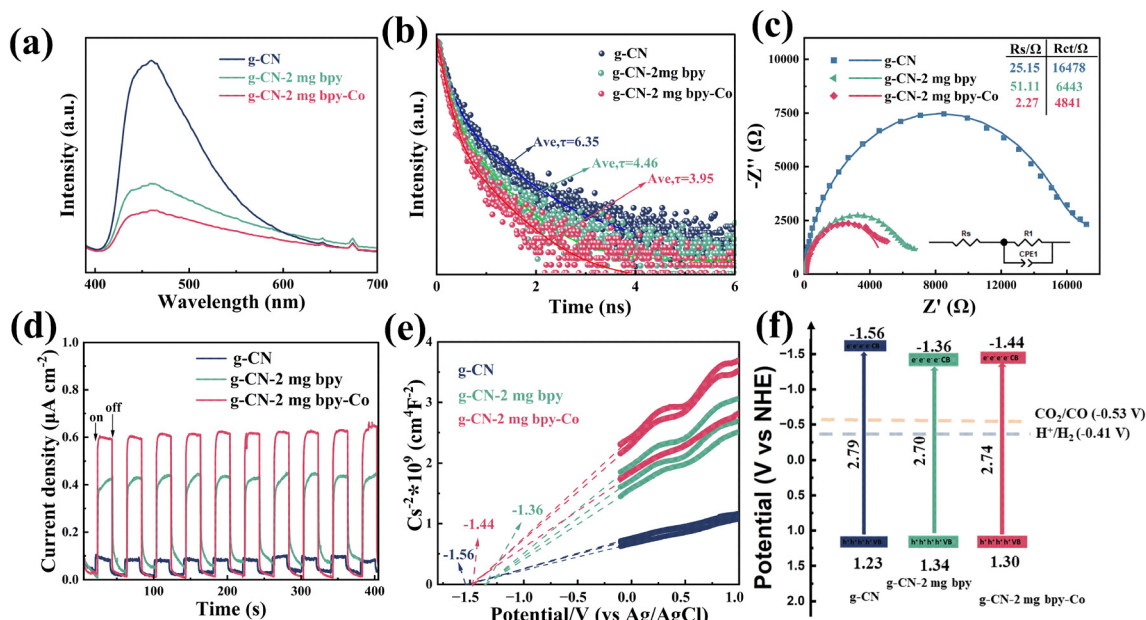 (a)
g-CN
g-CN-2 mg bpy
g-CN-2 mg bpy-Co
Intensity (a.u.)
400 500 600 700
Wavelength (nm)
(b)
g-CN
g-CN-2mg bpy
g-CN-2 mg bpy-Co
Ave,τ=6.35
Ave,τ=4.46
Ave,τ=3.95
Intensity (a.u.)
0 2 4 6
Time (ns)
(c)
g-CN
g-CN-2 mg bpy
g-CN-2 mg bpy-Co
Rs/Ω Rct/Ω
25.15 16478
51.11 6443
2.27 4841
-Z'' (Ω)
10000
7500
5000
2500
0
Rs
R1
CPE1
0 4000 8000 12000 16000
Z' (Ω)
(d)
g-CN
g-CN-2 mg bpy
g-CN-2 mg bpy-Co
on
off
Current density (μA cm⁻²)
1.0
0.8
0.6
0.4
0.2
0.0
0 100 200 300 400
Time (s)
(e)
g-CN
g-CN-2 mg bpy
g-CN-2 mg bpy-Co
-1.36
-1.44
-1.56
Cs⁻²*10⁹ (cm⁴F⁻²)
4
3
2
1
0
-1.5 -1.0 -0.5 0.0 0.5 1.0
Potential/V (vs Ag/AgCl)
(f)
Potential (V vs NHE)
-1.5
-1.0
-0.5
0.0
0.5
1.0
1.5
2.0
-1.56
-1.36
-1.44
e⁻e⁻e⁻e⁻CB
e⁻e⁻e⁻e⁻CB
e⁻e⁻e⁻e⁻CB
CO₂/CO (-0.53 V)
H⁺/H₂ (-0.41 V)
2.79
2.70
2.74
h⁺h⁺h⁺h⁺VB
h⁺h⁺h⁺h⁺VB
h⁺h⁺h⁺h⁺VB
1.23
1.34
1.30
g-CN
g-CN-2 mg bpy
g-CN-2 mg bpy-Co